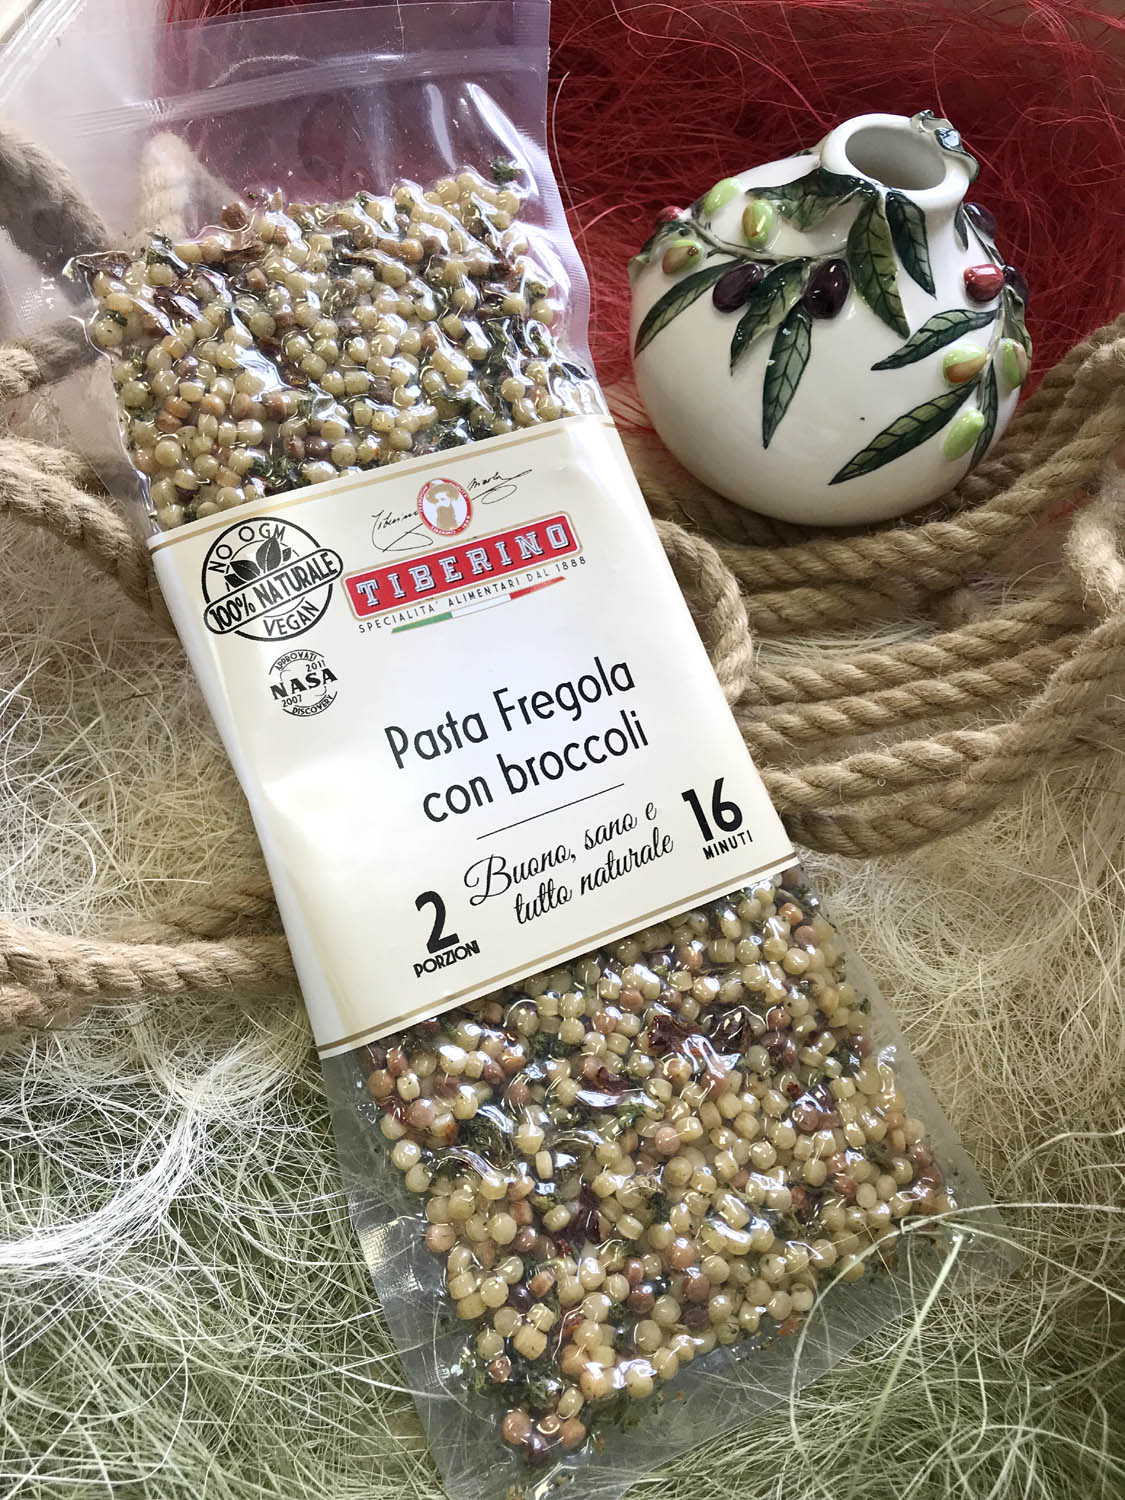 NO OGM
100% NATURALE
VEGAN
Tiberino
TIBERINO
SPECIALITA' ALIMENTARI DAL 1888
APPROVATI
2011
NASA
2007
DISCOVERY
Pasta Fregola
con broccoli
Buono, sano e
tutto naturale
16
MINUTI
2
PORZIONI